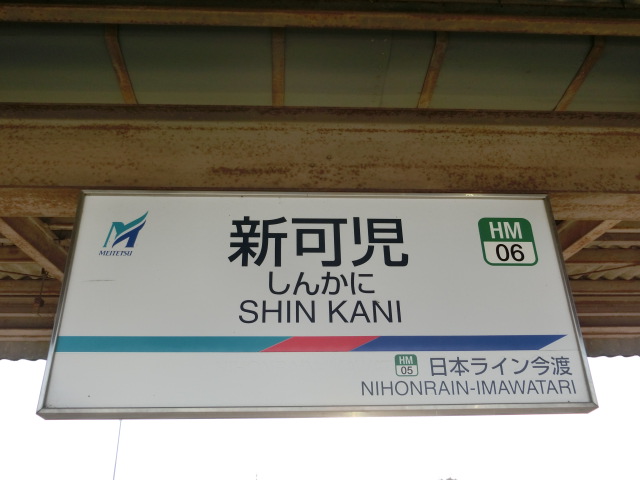 MEITETSU
新可児
しんかに
SHIN KANI
HM
06
HM
05
日本ライン今渡
NIHONRAIN-IMAWATARI